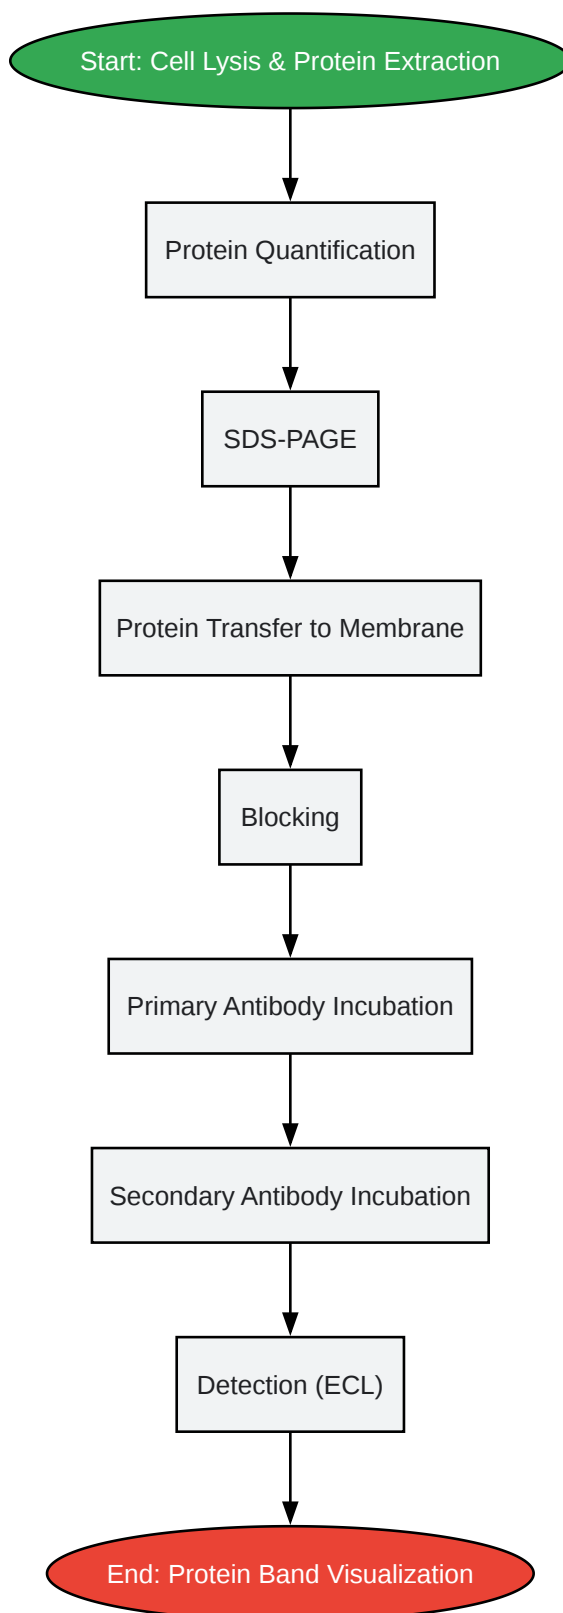 Start: Cell Lysis & Protein Extraction
Protein Quantification
SDS-PAGE
Protein Transfer to Membrane
Blocking
Primary Antibody Incubation
Secondary Antibody Incubation
Detection (ECL)
End: Protein Band Visualization